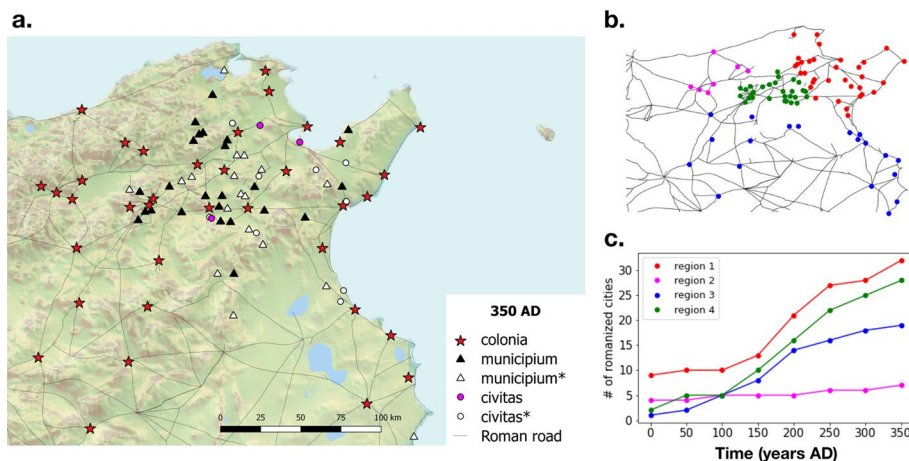 a.
350 AD
colonia
municipium
municipium*
civitas
civitas*
Roman road
0 25 50 75 100 km
b.
c.
region 1
region 2
region 3
region 4
# of romanized cities
30
25
20
15
10
5
0
0 50 100 150 200 250 300 350
Time (years AD)